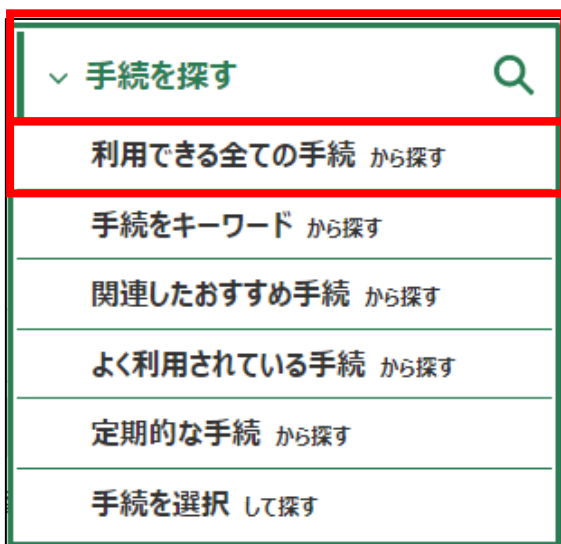 手続を探す
利用できる全ての手続 から探す
手続をキーワード から探す
関連したおすすめ手続 から探す
よく利用されている手続 から探す
定期的な手続 から探す
手続を選択 して探す